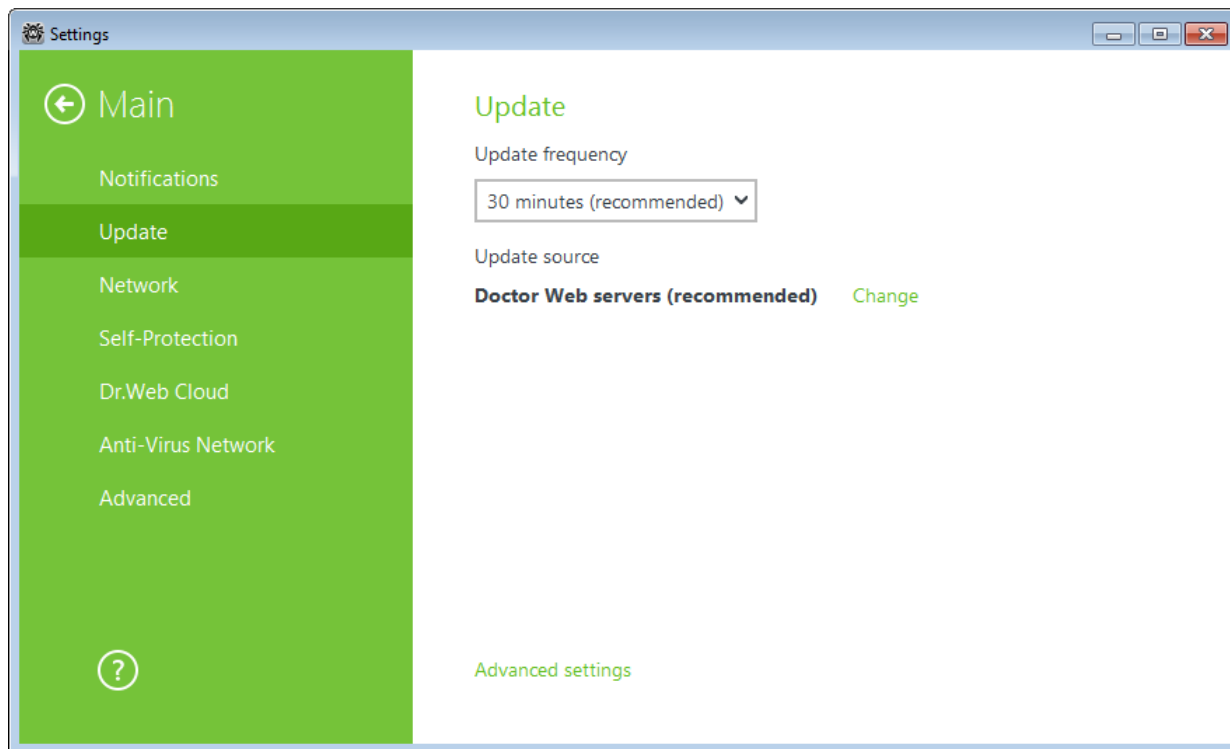 Settings
Main
Notifications
Update
Network
Self-Protection
Dr.Web Cloud
Anti-Virus Network
Advanced
?
Update
Update frequency
30 minutes (recommended)
Update source
Doctor Web servers (recommended) Change
Advanced settings